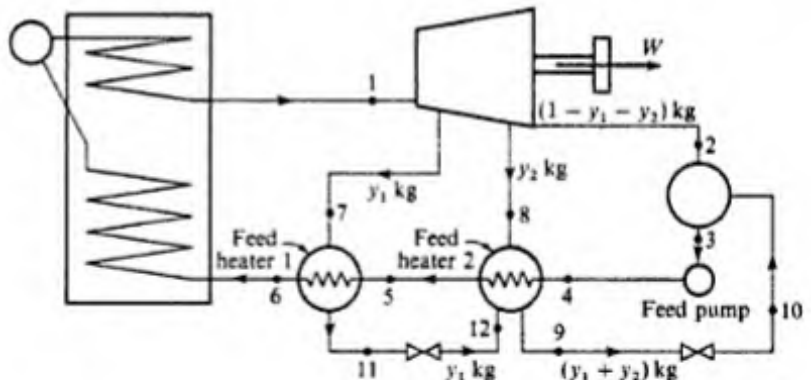 W
1
(1 − y₁ − y₂) kg
2
y₁ kg
y₂ kg
7
8
Feed
heater 1
Feed
heater 2
3
6
5
4
Feed pump
10
12
9
11
y₁ kg
(y₁ + y₂) kg